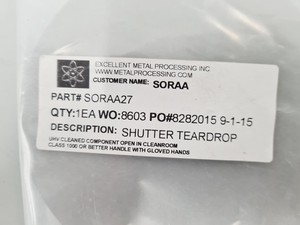 EXCELLENT METAL PROCESSING INC
WWW.METALPROCESSING.COM
CUSTOMER NAME: SORAA
PART# SORAA27
QTY:1EA WO:8603 PO#8282015 9-1-15
DESCRIPTION: SHUTTER TEARDROP
UHV CLEANED COMPONENT OPEN IN CLEANROOM
CLASS 1000 OR BETTER HANDLE WITH GLOVED HANDS